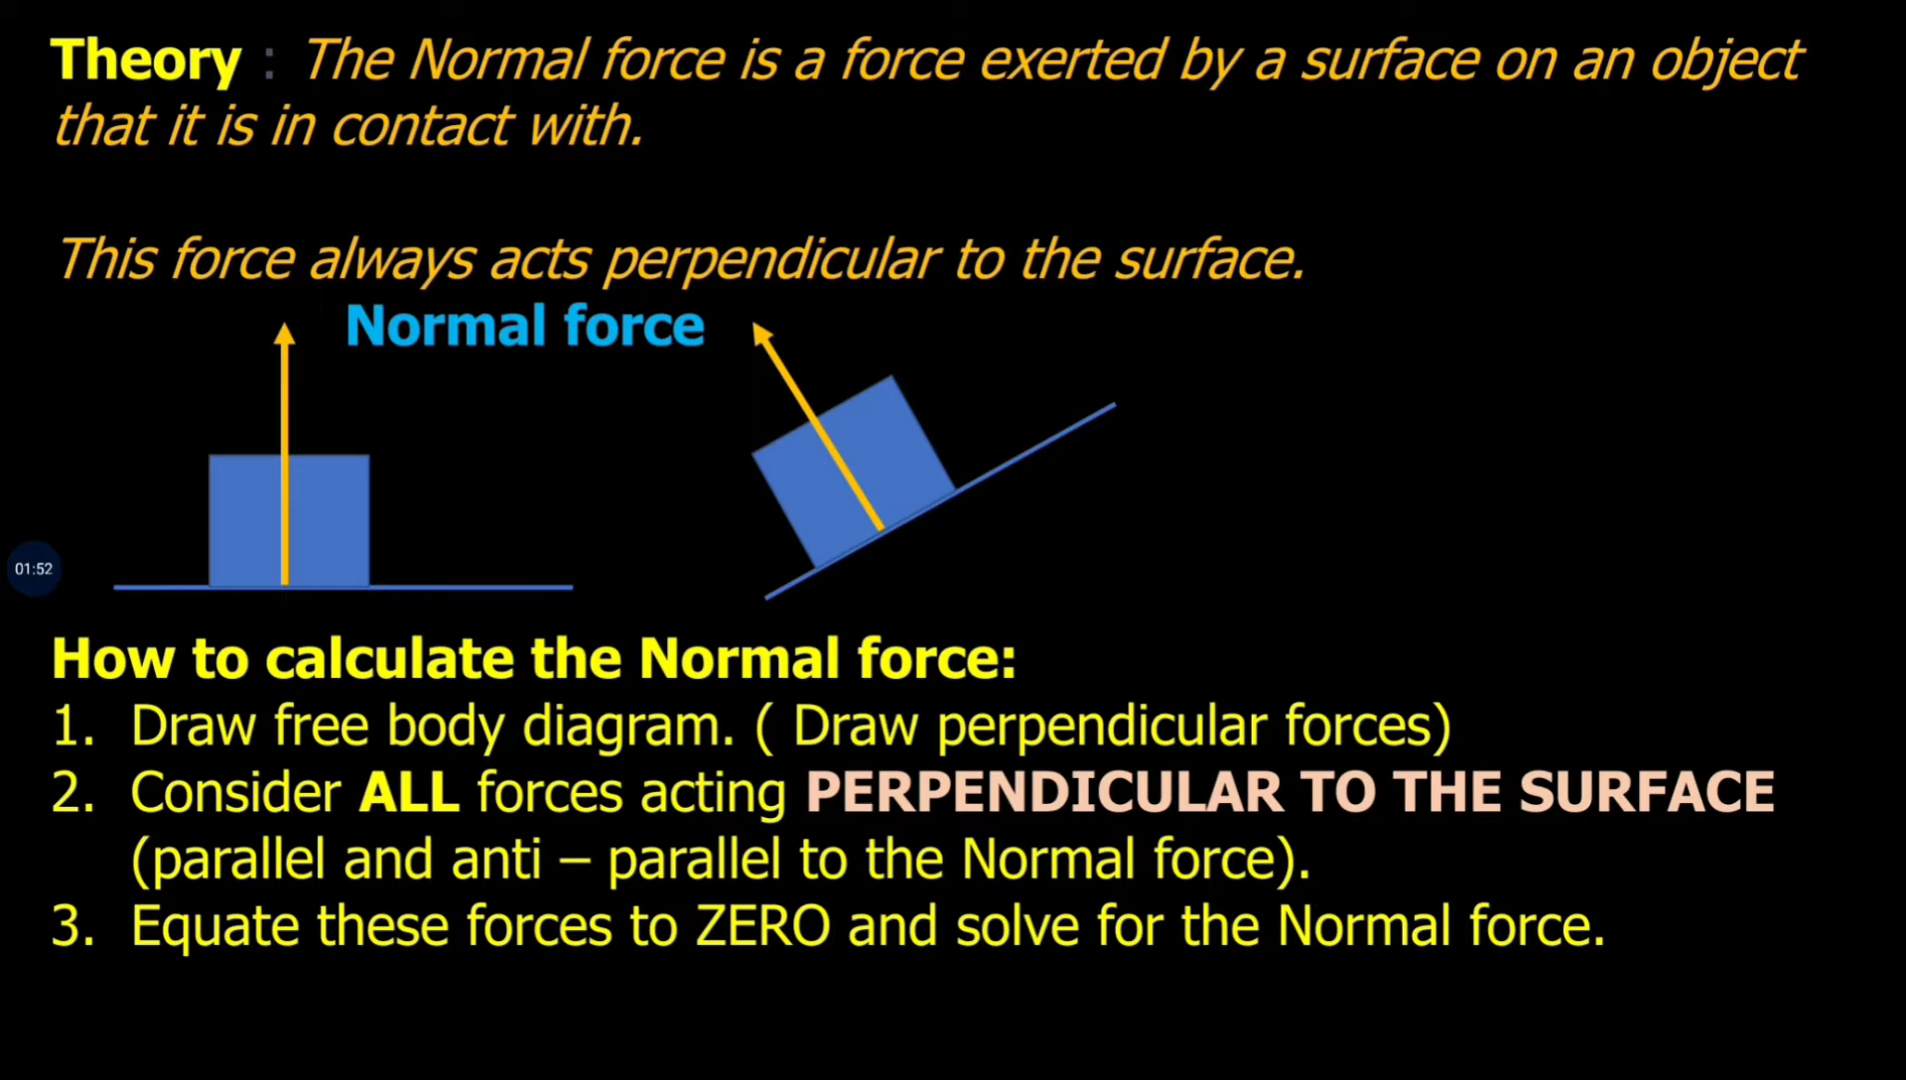 Theory : The Normal force is a force exerted by a surface on an object
that it is in contact with.
This force always acts perpendicular to the surface.
Normal force
01:52
How to calculate the Normal force:
1. Draw free body diagram. ( Draw perpendicular forces)
2. Consider ALL forces acting PERPENDICULAR TO THE SURFACE
(parallel and anti – parallel to the Normal force).
3. Equate these forces to ZERO and solve for the Normal force.